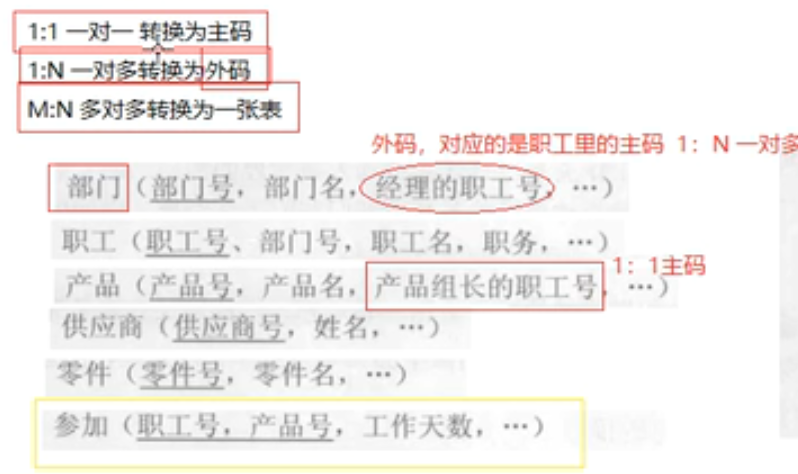 1:1 一对一 转换为主码
1:N 一对多转换为外码
M:N 多对多转换为一张表
外码，对应的是职工里的主码 1：N 一对多
部门（部门号，部门名，经理的职工号，…）
职工（职工号、部门号，职工名，职务，…）
1：1主码
产品（产品号，产品名，产品组长的职工号，…）
供应商（供应商号，姓名，…）
零件（零件号，零件名，…）
参加（职工号，产品号，工作天数，…）